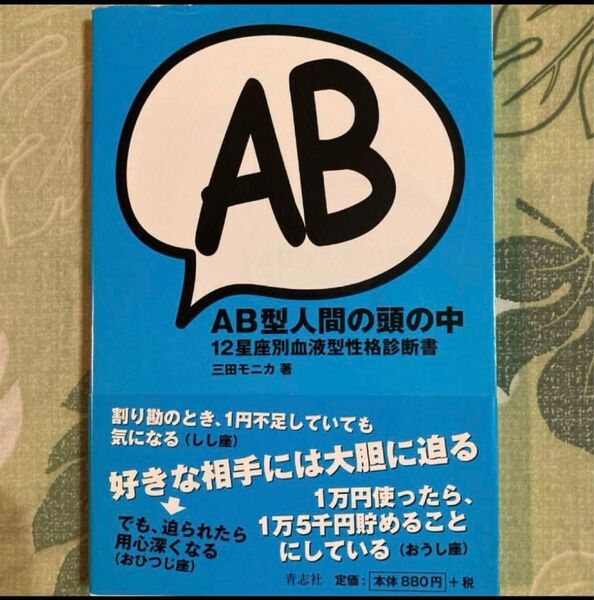 AB
AB型人間の頭の中
12星座別血液型性格診断書
三田モニカ 著
割り勘のとき、1円不足していても
気になる(しし座)
好きな相手には大胆に迫る
でも、迫られたら
用心深くなる
(おひつじ座)
1万円使ったら、
1万5千円貯めること
にしている(おうし座)
青志社 定価:本体880円+税